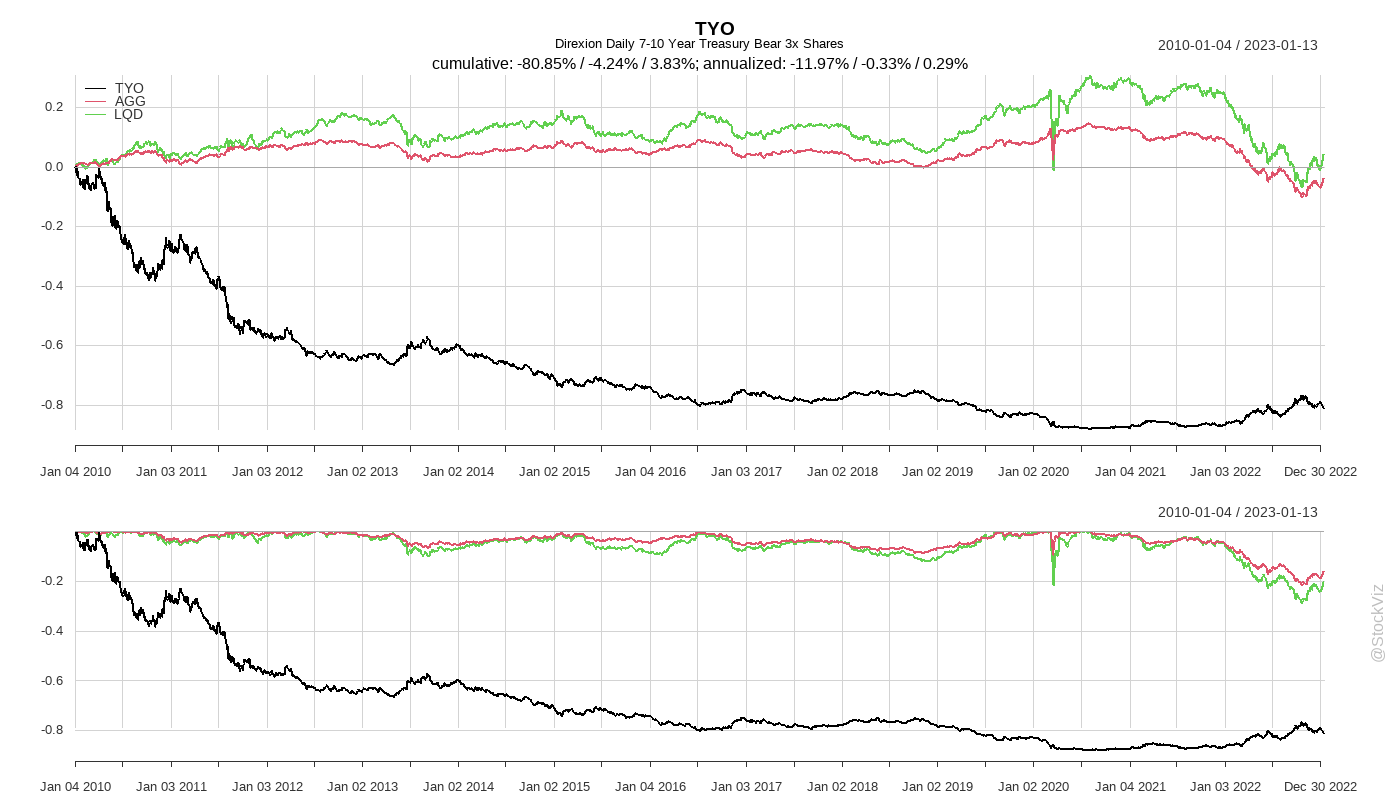 TYO
Direxion Daily 7-10 Year Treasury Bear 3x Shares
2010-01-04 / 2023-01-13
cumulative: -80.85% / -4.24% / 3.83%; annualized: -11.97% / -0.33% / 0.29%
TYO
AGG
LQD
0.2
0.0
-0.2
-0.4
-0.6
-0.8
Jan 04 2010 Jan 03 2011 Jan 03 2012 Jan 02 2013 Jan 02 2014 Jan 02 2015 Jan 04 2016 Jan 03 2017 Jan 02 2018 Jan 02 2019 Jan 02 2020 Jan 04 2021 Jan 03 2022 Dec 30 2022
2010-01-04 / 2023-01-13
-0.2
-0.4
-0.6
-0.8
Jan 04 2010 Jan 03 2011 Jan 03 2012 Jan 02 2013 Jan 02 2014 Jan 02 2015 Jan 04 2016 Jan 03 2017 Jan 02 2018 Jan 02 2019 Jan 02 2020 Jan 04 2021 Jan 03 2022 Dec 30 2022
@StockViz